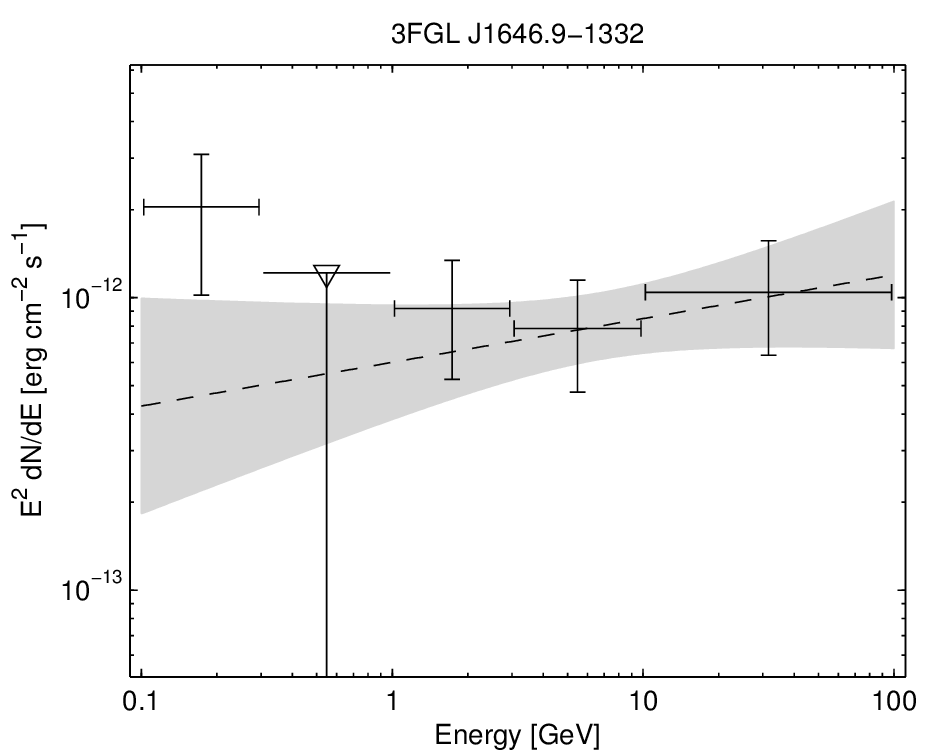 3FGL J1646.9−1332
E² dN/dE [erg cm⁻² s⁻¹]
10⁻¹²
10⁻¹³
0.1 1 10 100
Energy [GeV]